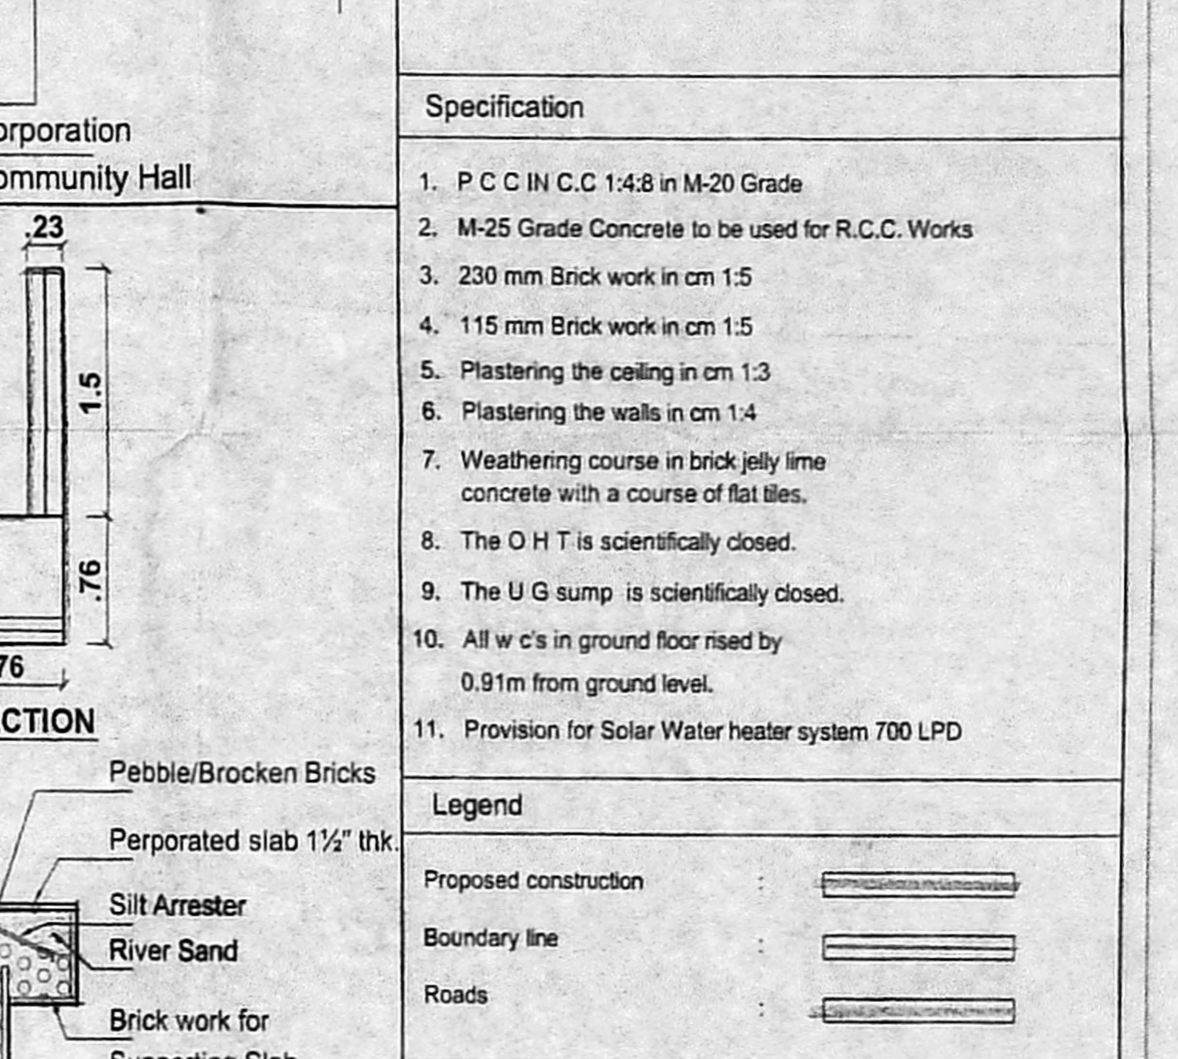 orporation
ommunity Hall
.23
1.5
.76
76
CTION
Pebble/Brocken Bricks
Perporated slab 1½" thk.
Silt Arrester
River Sand
Brick work for
Supporting Slab
Specification
1. P C C IN C.C 1:4:8 in M-20 Grade
2. M-25 Grade Concrete to be used for R.C.C. Works
3. 230 mm Brick work in cm 1:5
4. 115 mm Brick work in cm 1:5
5. Plastering the ceiling in cm 1:3
6. Plastering the walls in cm 1:4
7. Weathering course in brick jelly lime
concrete with a course of flat tiles.
8. The O H T is scientifically closed.
9. The U G sump is scientifically closed.
10. All w c's in ground floor rised by
0.91m from ground level.
11. Provision for Solar Water heater system 700 LPD
Legend
Proposed construction :
Boundary line :
Roads :